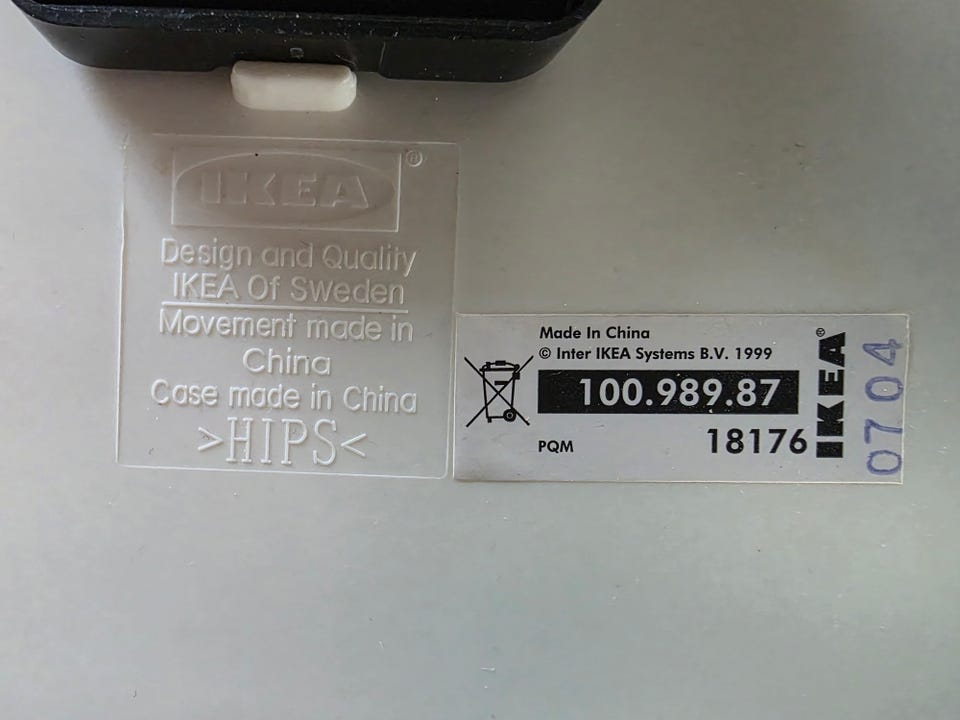 IKEA®
Design and Quality
IKEA Of Sweden
Movement made in
China
Case made in China
>HIPS<
Made In China
© Inter IKEA Systems B.V. 1999
100.989.87
PQM
18176
IKEA®
0704